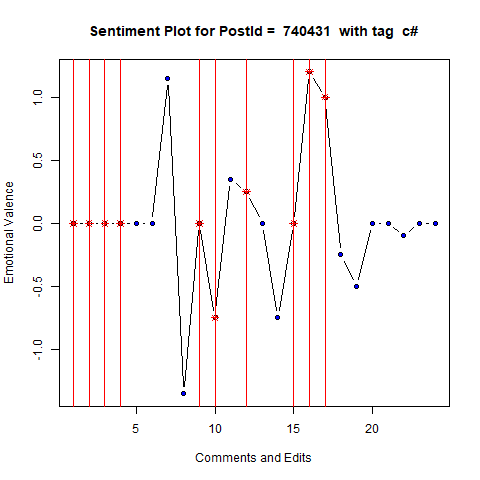 Sentiment Plot for PostId =  740431  with tag  c#
Emotional Valence
1.0
0.5
0.0
-0.5
-1.0
5 10 15 20
Comments and Edits